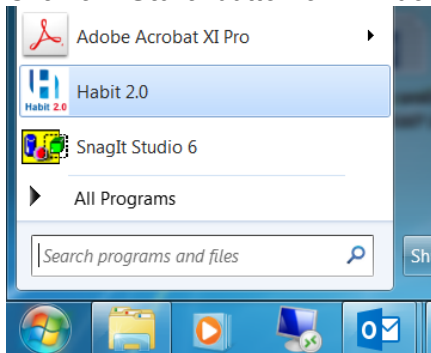 Adobe Acrobat XI Pro
Habit 2.0
Habit 2.0
SnagIt Studio 6
All Programs
Search programs and files
Sh